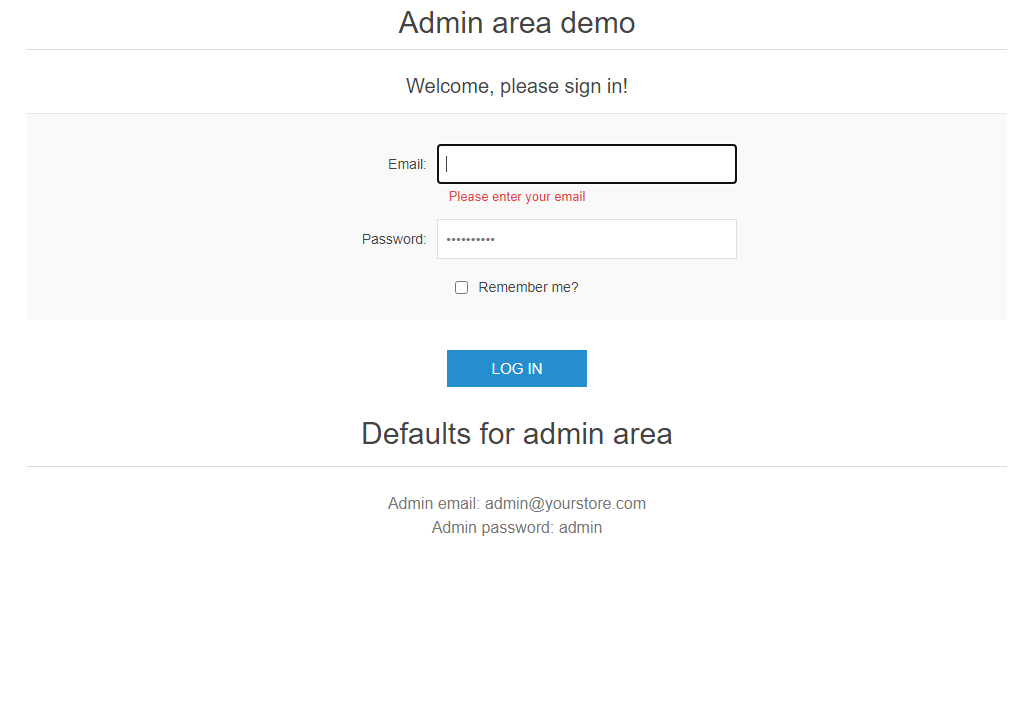 Admin area demo
Welcome, please sign in!
Email:
Please enter your email
Password: ••••••••••
Remember me?
LOG IN
Defaults for admin area
Admin email: admin@yourstore.com
Admin password: admin